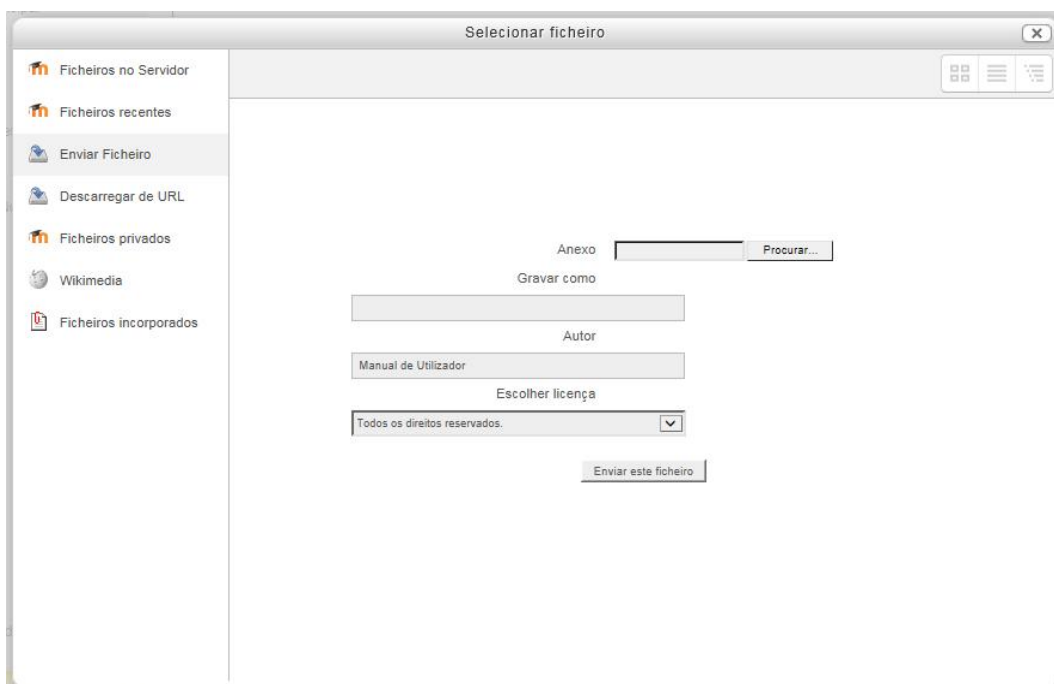 Selecionar ficheiro
Ficheiros no Servidor
Ficheiros recentes
Enviar Ficheiro
Descarregar de URL
Ficheiros privados
Wikimedia
Ficheiros incorporados
Anexo
Procurar...
Gravar como
Autor
Manual de Utilizador
Escolher licença
Todos os direitos reservados.
Enviar este ficheiro